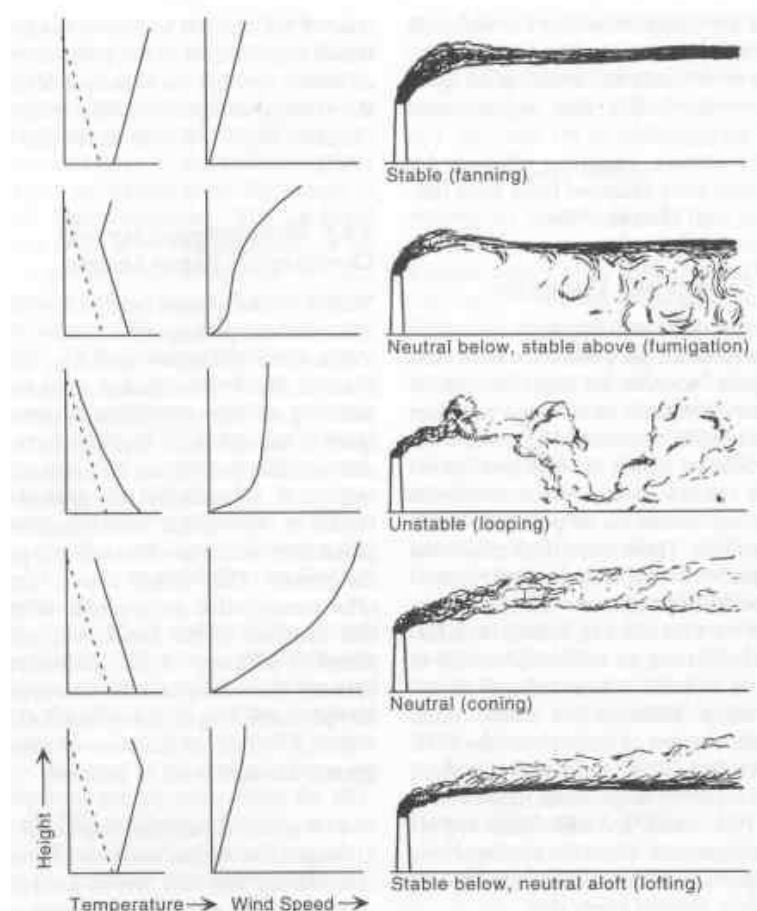 Stable (fanning)
Neutral below, stable above (fumigation)
Unstable (looping)
Neutral (coning)
Height
Stable below, neutral aloft (lofting)
Temperature Wind Speed